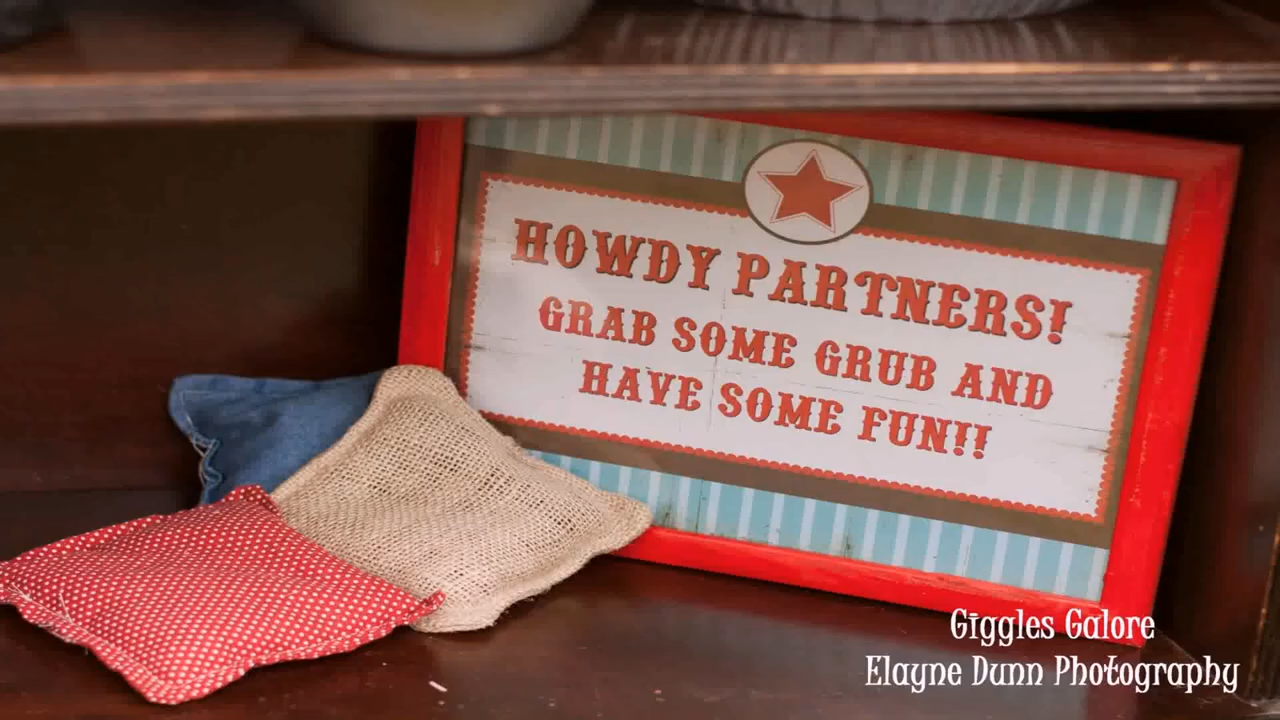 HOWDY PARTNERS!
GRAB SOME GRUB AND
HAVE SOME FUN!!
Giggles Galore
Elayne Dunn Photography